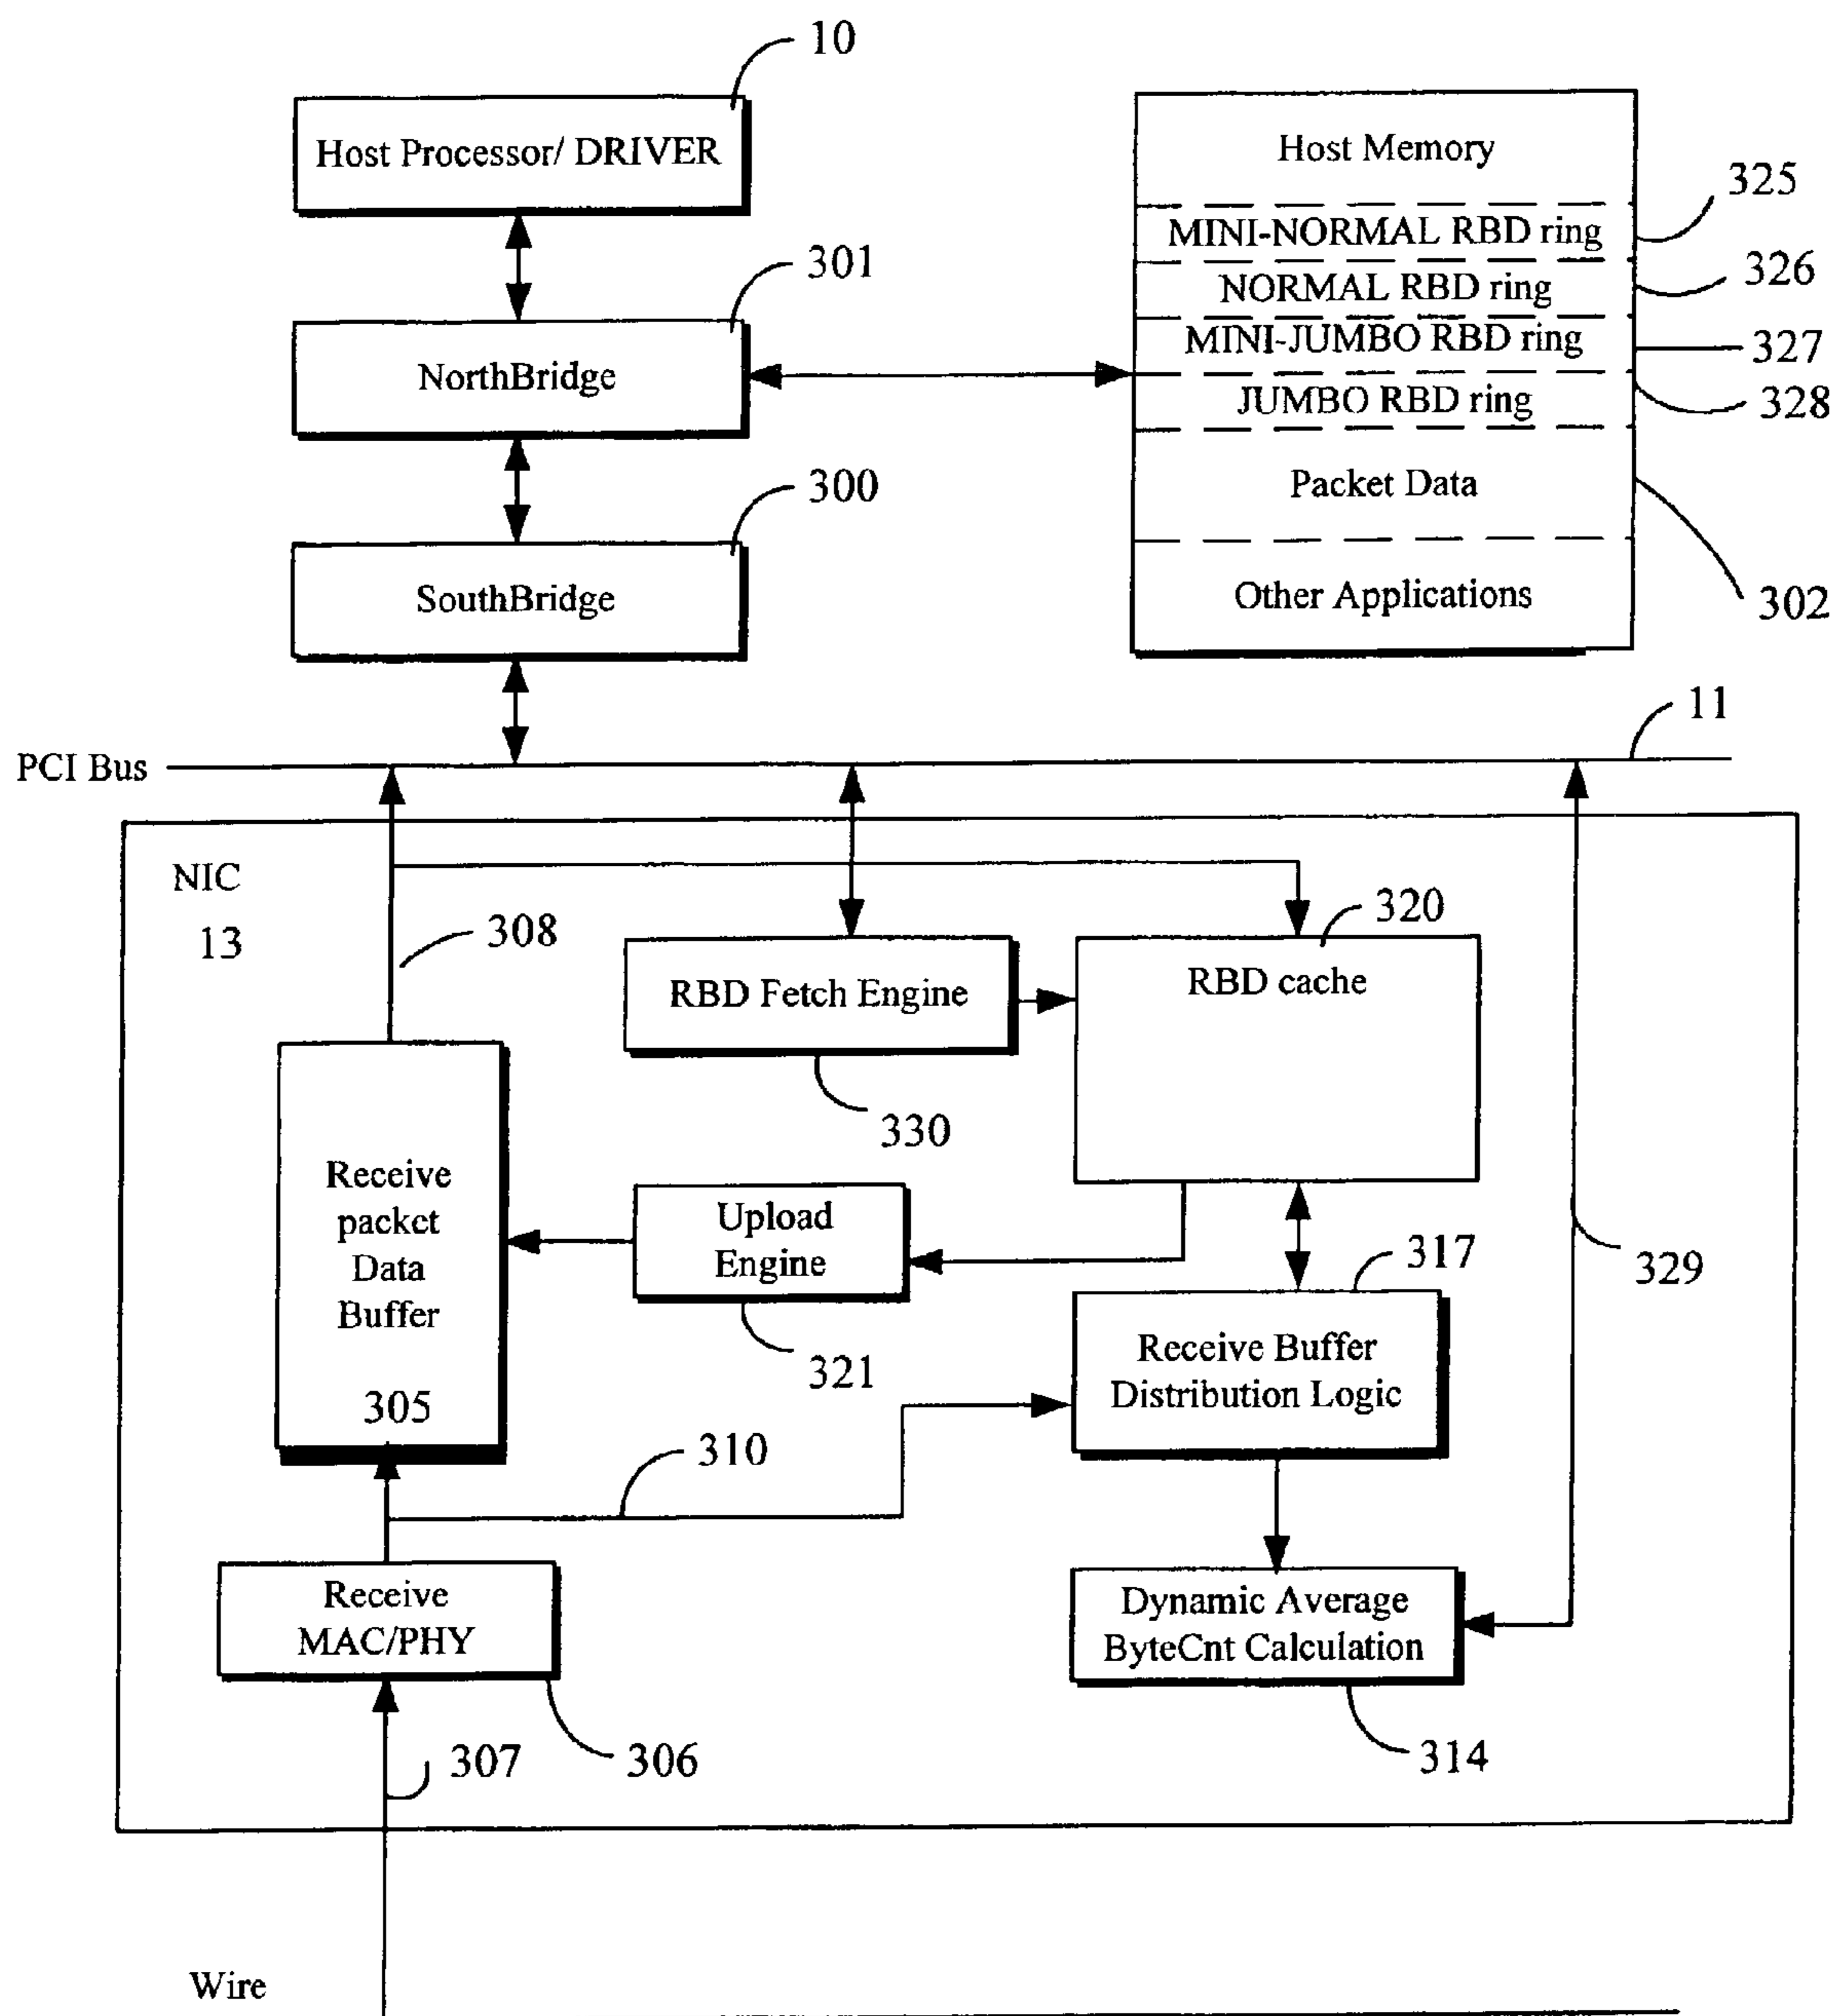 10
Host Processor/ DRIVER
Host Memory
325
MINI-NORMAL RBD ring
301
326
NORMAL RBD ring
MINI-JUMBO RBD ring
327
NorthBridge
JUMBO RBD ring
328
300
Packet Data
SouthBridge
Other Applications
302
11
PCI Bus
NIC
13
308
320
RBD Fetch Engine
RBD cache
330
Receive
packet
Data
Buffer
305
Upload
Engine
321
317
329
Receive Buffer
Distribution Logic
310
Receive
MAC/PHY
Dynamic Average
ByteCnt Calculation
307
306
314
Wire